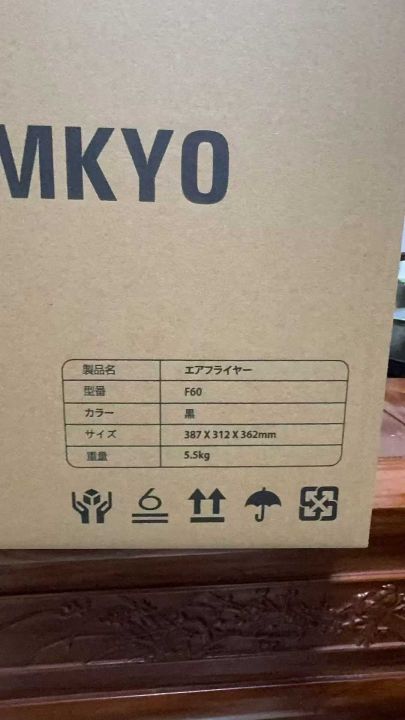 MKYO
製品名 エアフライヤー
型番 F60
カラー 黒
サイズ 387 X 312 X 362mm
重量 5.5kg
6